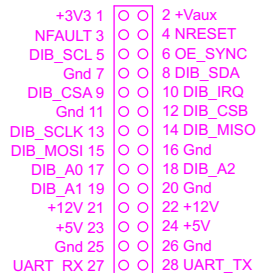 +3V3 1 2 +Vaux
NFAULT 3 4 NRESET
DIB_SCL 5 6 OE_SYNC
Gnd 7 8 DIB_SDA
DIB_CSA 9 10 DIB_IRQ
Gnd 11 12 DIB_CSB
DIB_SCLK 13 14 DIB_MISO
DIB_MOSI 15 16 Gnd
DIB_A0 17 18 DIB_A2
DIB_A1 19 20 Gnd
+12V 21 22 +12V
+5V 23 24 +5V
Gnd 25 26 Gnd
UART_RX 27 28 UART_TX